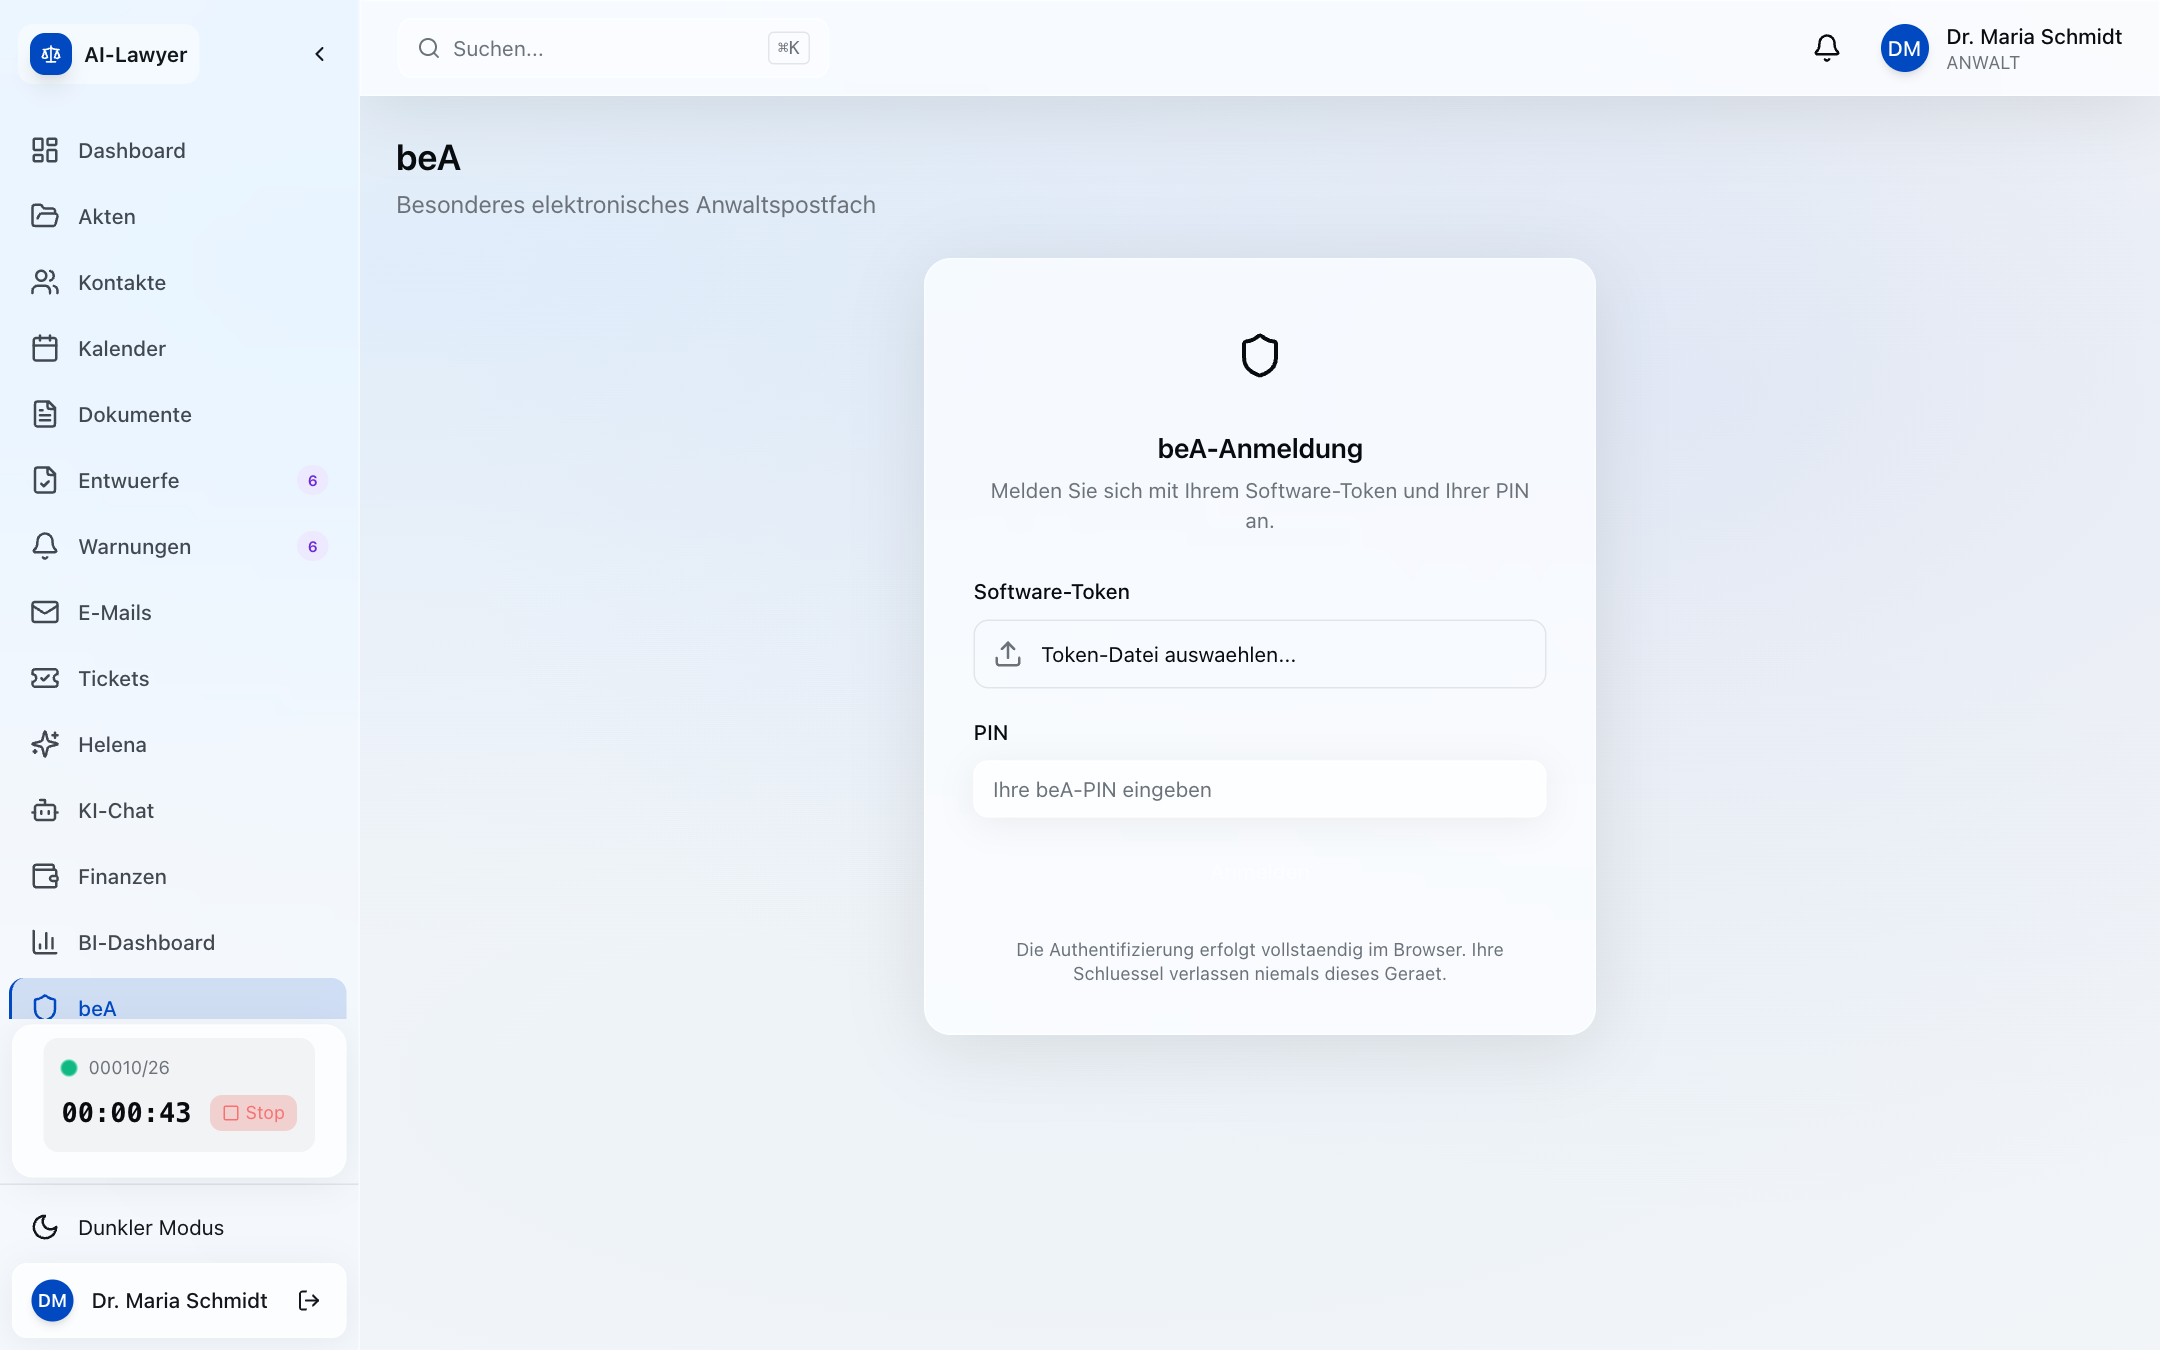 AI-Lawyer
Suchen...
⌘K
DM
Dr. Maria Schmidt
ANWALT
Dashboard
Akten
Kontakte
Kalender
Dokumente
Entwuerfe
6
Warnungen
6
E-Mails
Tickets
Helena
KI-Chat
Finanzen
BI-Dashboard
beA
00010/26
00:00:43
Stop
Dunkler Modus
DM
Dr. Maria Schmidt
beA
Besonderes elektronisches Anwaltspostfach
beA-Anmeldung
Melden Sie sich mit Ihrem Software-Token und Ihrer PIN
an.
Software-Token
Token-Datei auswaehlen...
PIN
Ihre beA-PIN eingeben
Die Authentifizierung erfolgt vollstaendig im Browser. Ihre
Schluessel verlassen niemals dieses Geraet.